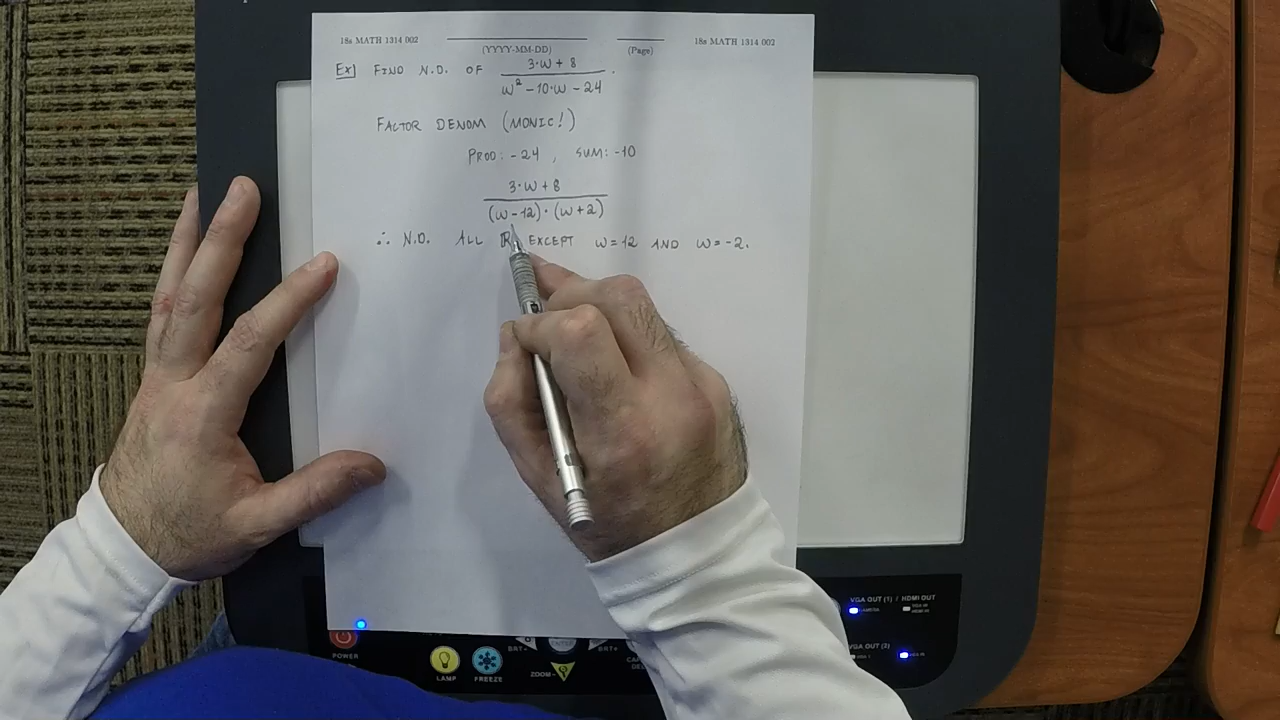 18s MATH 1314 002 (YYYY-MM-DD) (Page) 18s MATH 1314 002
Ex) FIND N.D. OF 3·w + 8 / w² - 10·w - 24 .
FACTOR DENOM (MONIC!)
PROD: -24 , SUM: -10
3·w + 8
(w - 12) · (w + 2)
∴ N.D. ALL ℝ EXCEPT w = 12 AND w = -2.
VGA OUT (1) / HDMI OUT
VGA OUT (2)
POWER
LAMP
FREEZE
BRT-
BRT+
ZOOM-